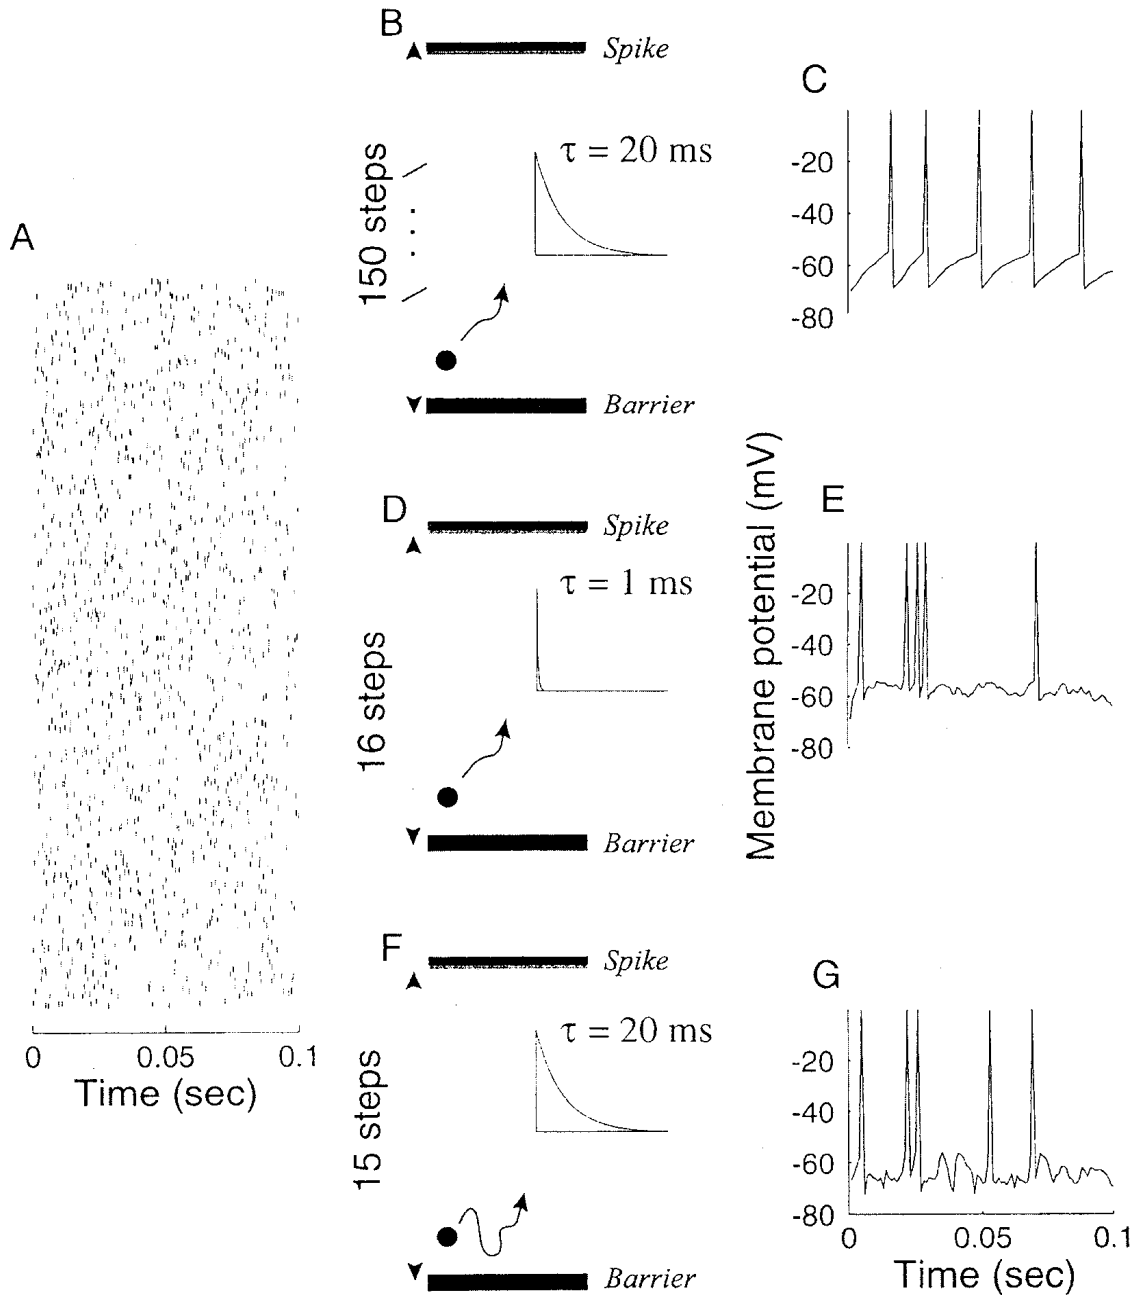 A
0
0.05
0.1
Time (sec)
B
Spike
150 steps
τ = 20 ms
Barrier
C
-20
-40
-60
-80
D
Spike
16 steps
τ = 1 ms
Barrier
Membrane potential (mV)
E
-20
-40
-60
-80
F
Spike
15 steps
τ = 20 ms
Barrier
G
-20
-40
-60
-80
0
0.05
0.1
Time (sec)